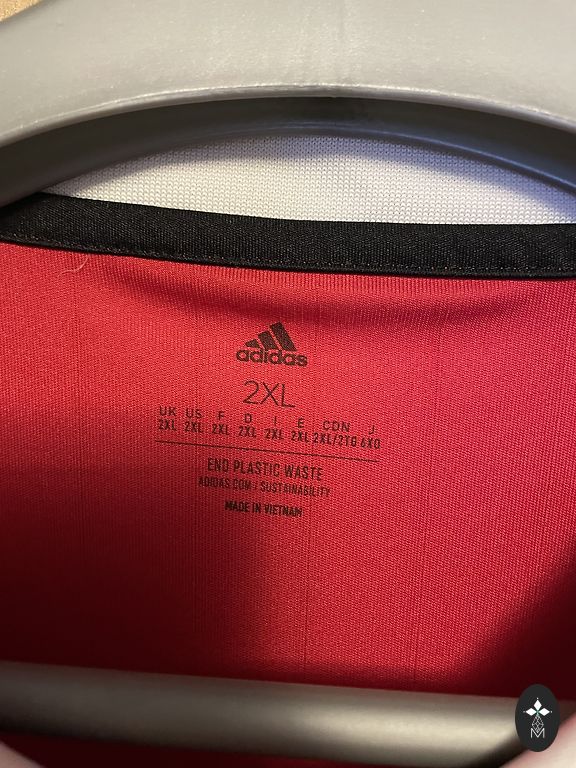 adidas
2XL
UK US F D I E CDN J
2XL 2XL 2XL 2XL 2XL 2XL 2XL/2TG 6XO
END PLASTIC WASTE
ADIDAS.COM / SUSTAINABILITY
MADE IN VIETNAM
M